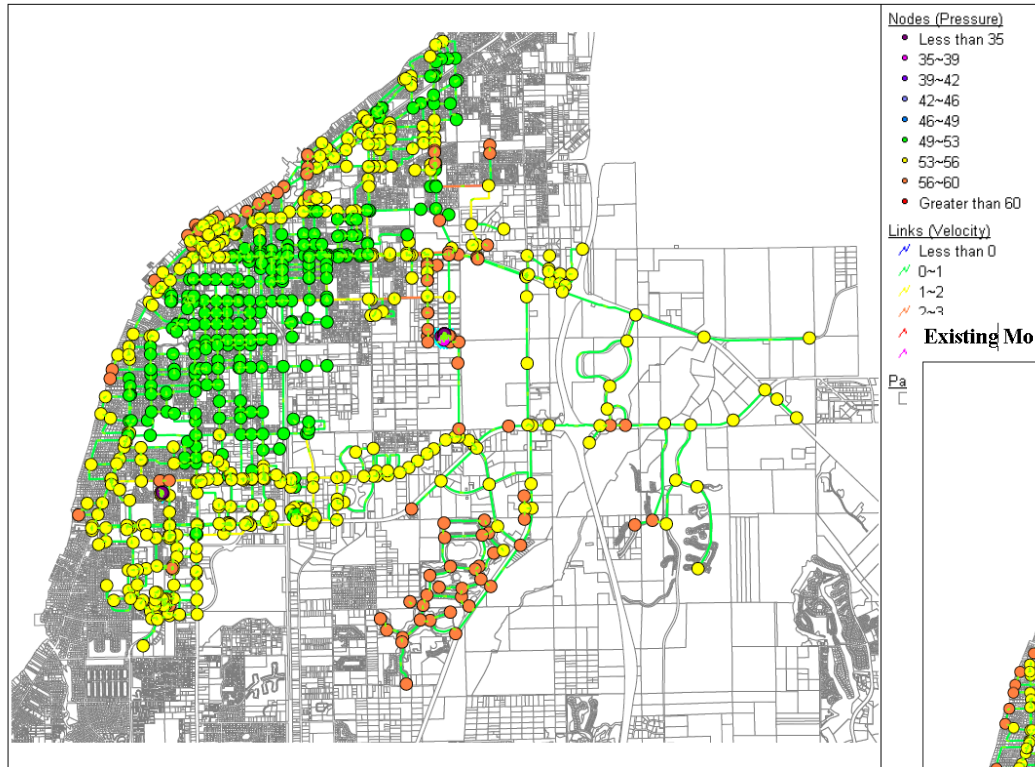 Nodes (Pressure)
Less than 35
35~39
39~42
42~46
46~49
49~53
53~56
56~60
Greater than 60
Links (Velocity)
Less than 0
0~1
1~2
2~3
Existing Mo
Pa